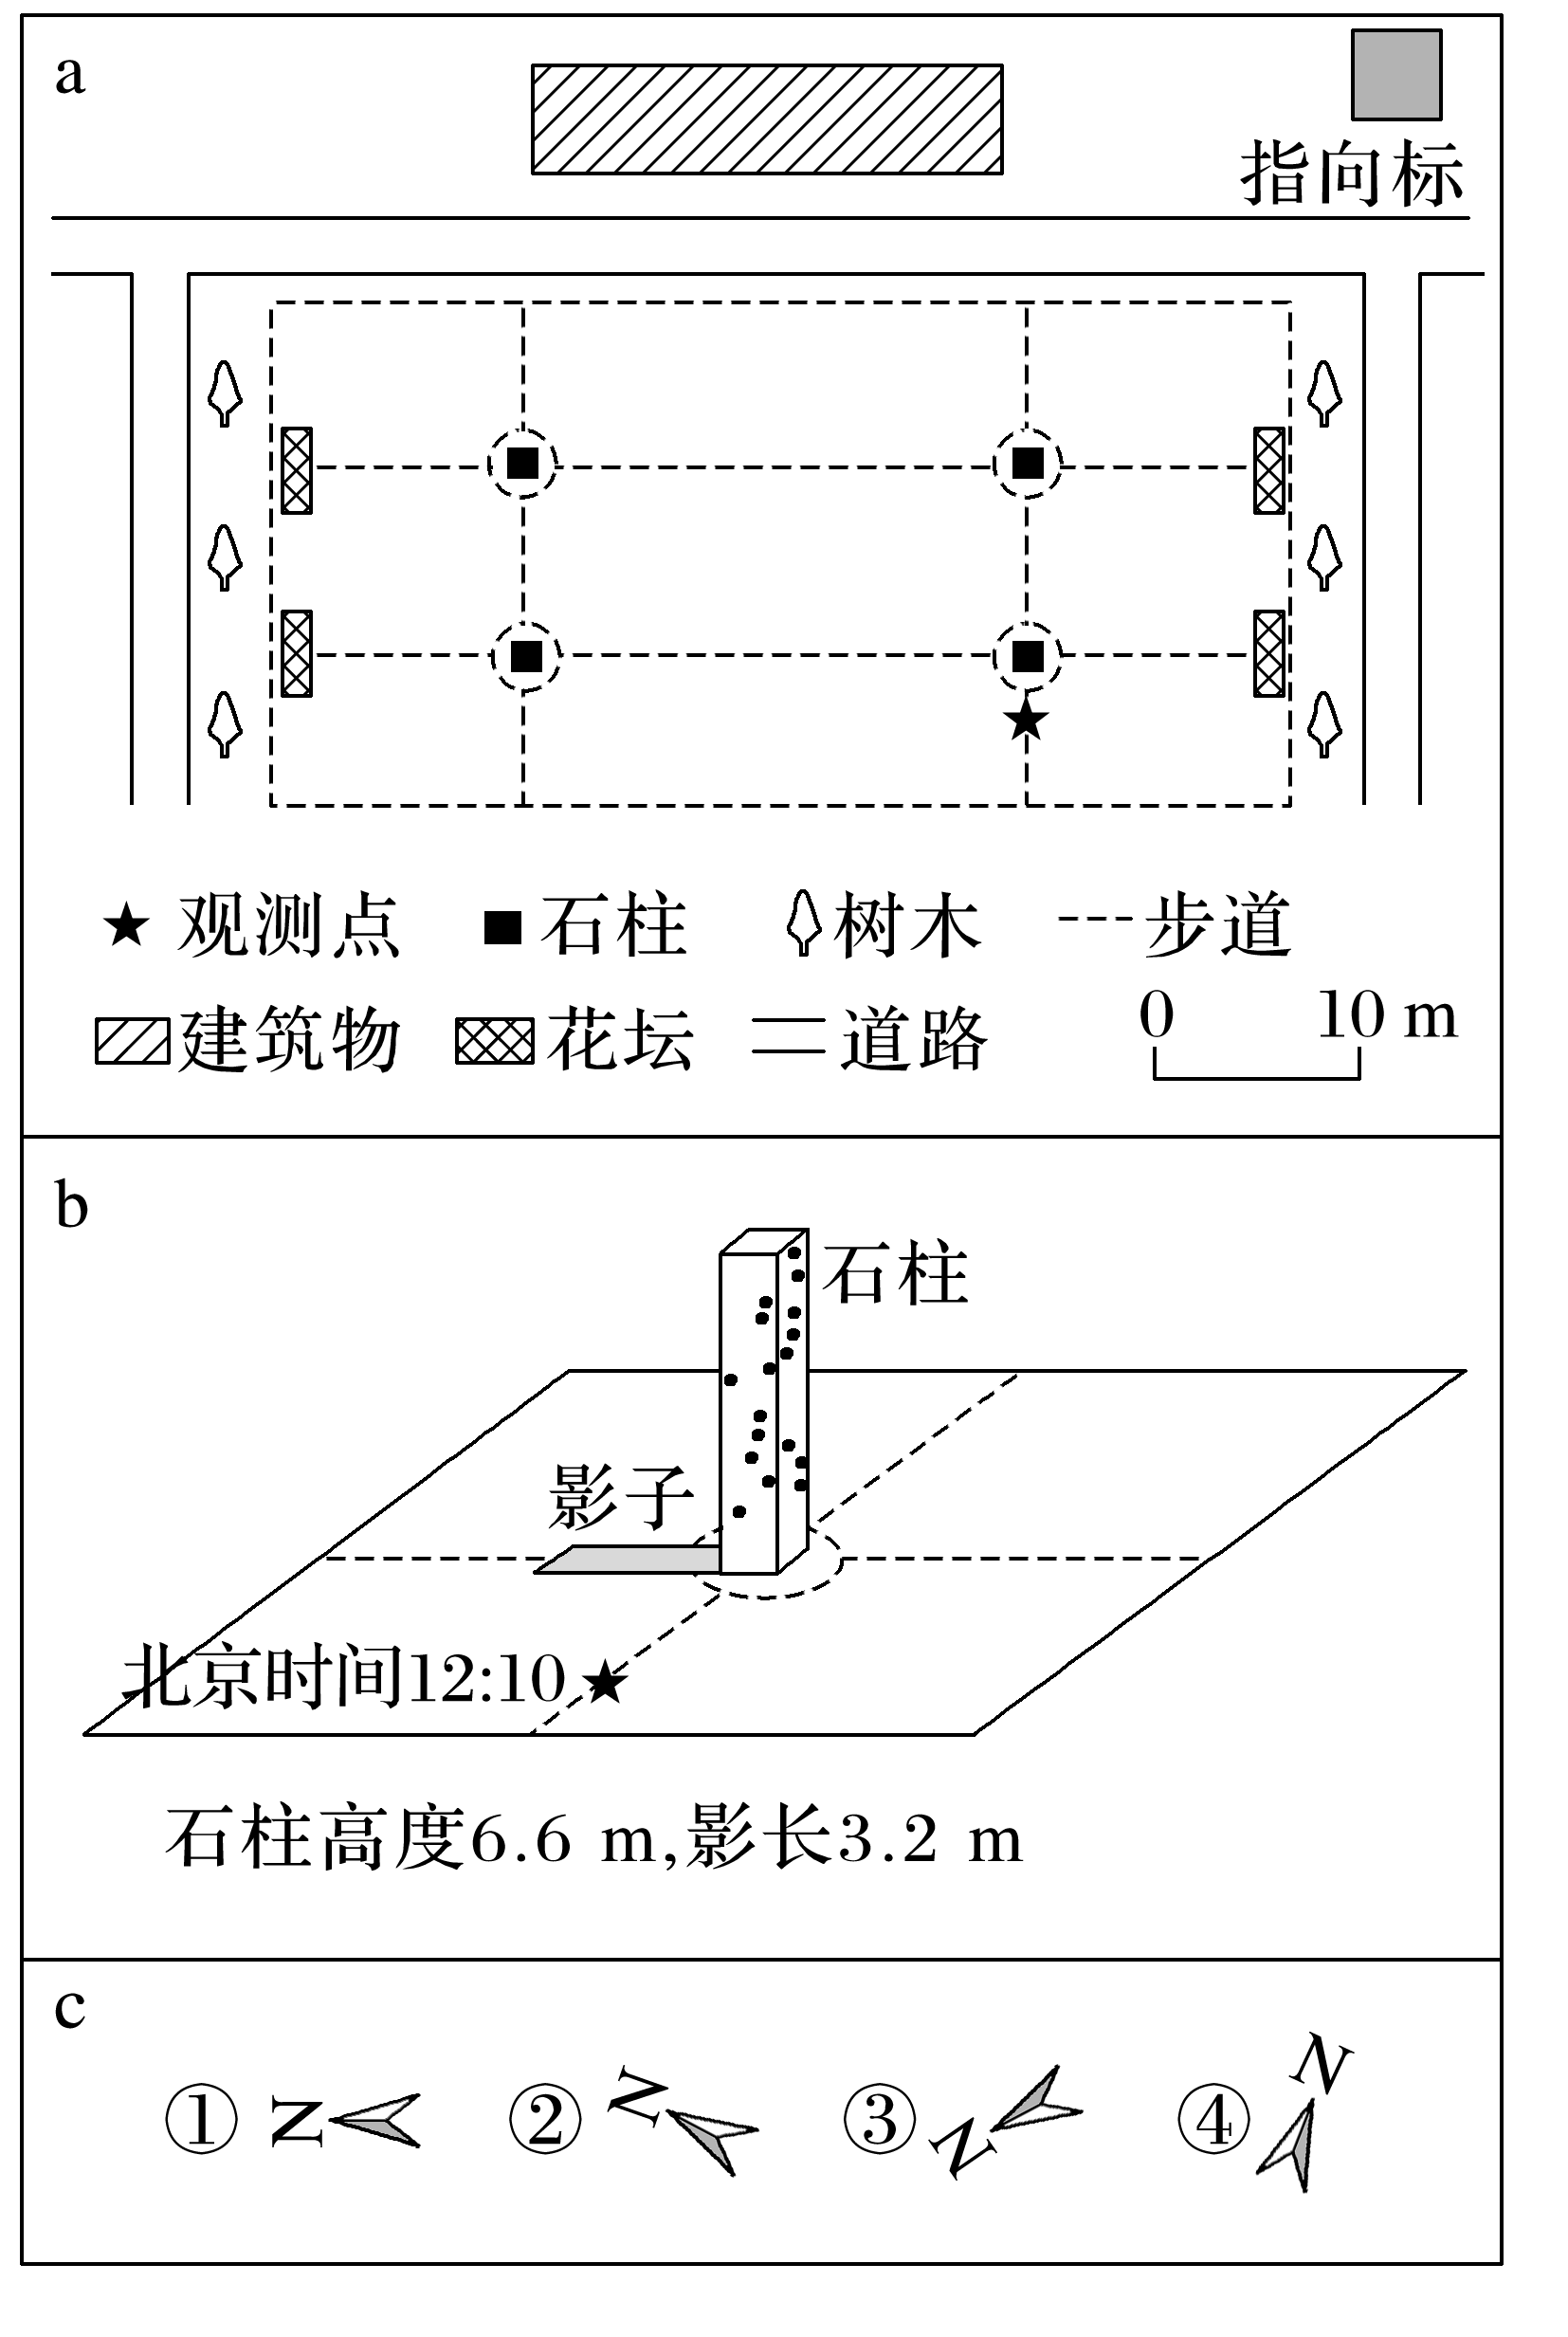 a
指向标
观测点 石柱 树木 步道
建筑物 花坛 道路 0 10 m
b
石柱
影子
北京时间12:10
石柱高度6.6 m,影长3.2 m
c
① N ② N ③ N ④ N